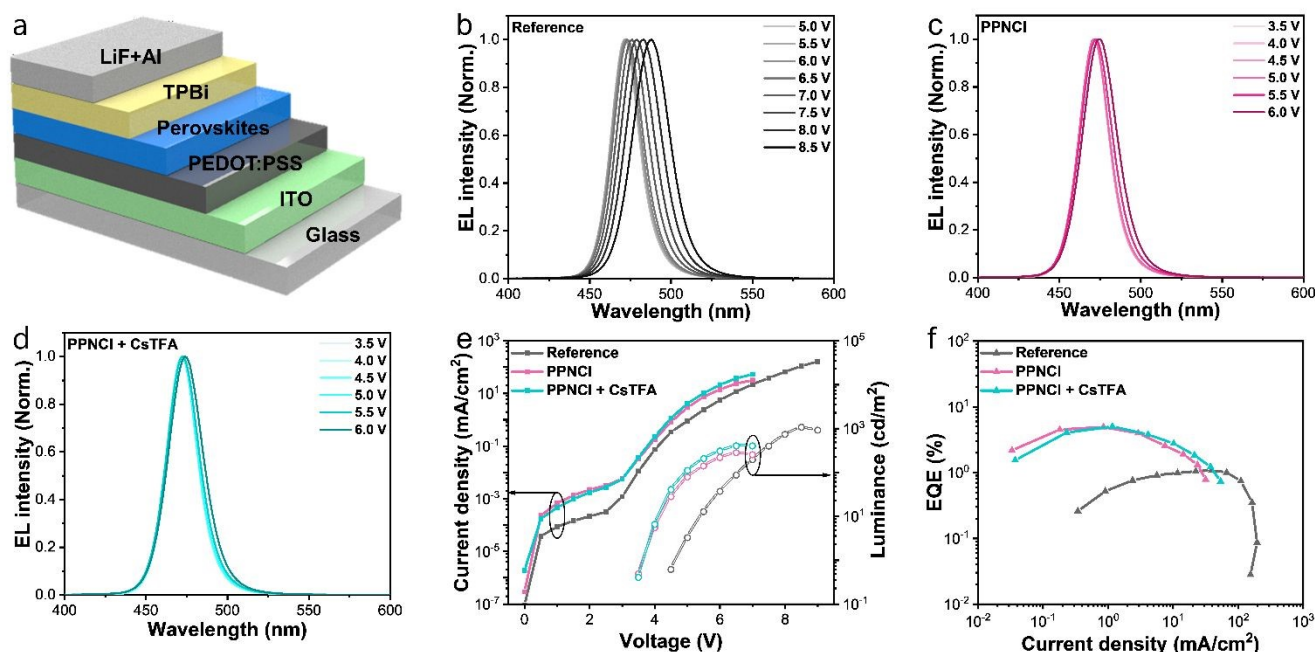 a
LiF+Al
TPBi
Perovskites
PEDOT:PSS
ITO
Glass
b
Reference
5.0 V
5.5 V
6.0 V
6.5 V
7.0 V
7.5 V
8.0 V
8.5 V
EL intensity (Norm.)
1.0
0.8
0.6
0.4
0.2
0.0
400 450 500 550 600
Wavelength (nm)
c
PPNCl
3.5 V
4.0 V
4.5 V
5.0 V
5.5 V
6.0 V
EL intensity (Norm.)
1.0
0.8
0.6
0.4
0.2
0.0
400 450 500 550 600
Wavelength (nm)
d
PPNCl + CsTFA
3.5 V
4.0 V
4.5 V
5.0 V
5.5 V
6.0 V
EL intensity (Norm.)
1.0
0.8
0.6
0.4
0.2
0.0
400 450 500 550 600
Wavelength (nm)
e
Reference
PPNCl
PPNCl + CsTFA
Current density (mA/cm²)
10³
10¹
10⁻¹
10⁻³
10⁻⁵
10⁻⁷
Luminance (cd/m²)
10⁵
10³
10¹
10⁻¹
0 2 4 6 8
Voltage (V)
f
Reference
PPNCl
PPNCl + CsTFA
EQE (%)
10²
10¹
10⁰
10⁻¹
10⁻²
10⁻² 10⁻¹ 10⁰ 10¹ 10² 10³
Current density (mA/cm²)